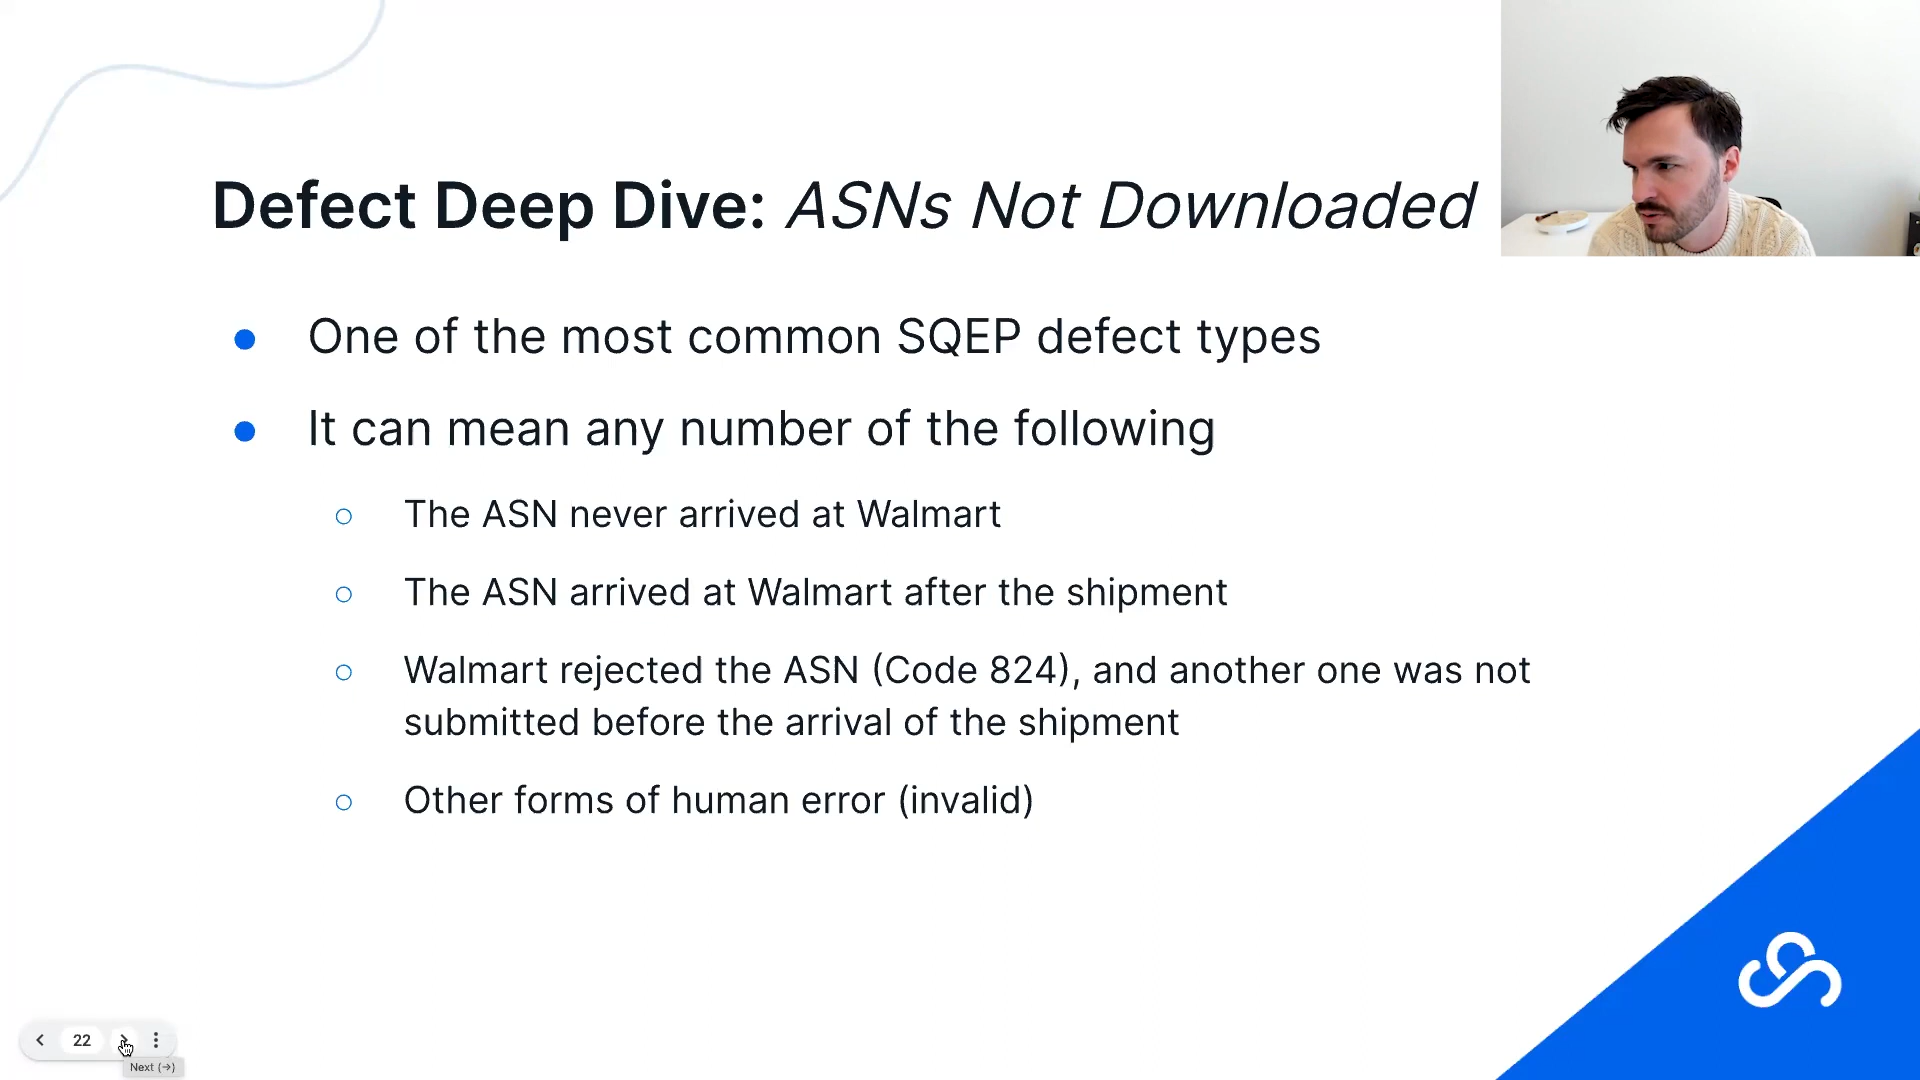 Defect Deep Dive: ASNs Not Downloaded
One of the most common SQEP defect types
It can mean any number of the following
The ASN never arrived at Walmart
The ASN arrived at Walmart after the shipment
Walmart rejected the ASN (Code 824), and another one was not
submitted before the arrival of the shipment
Other forms of human error (invalid)
22
Next (→)